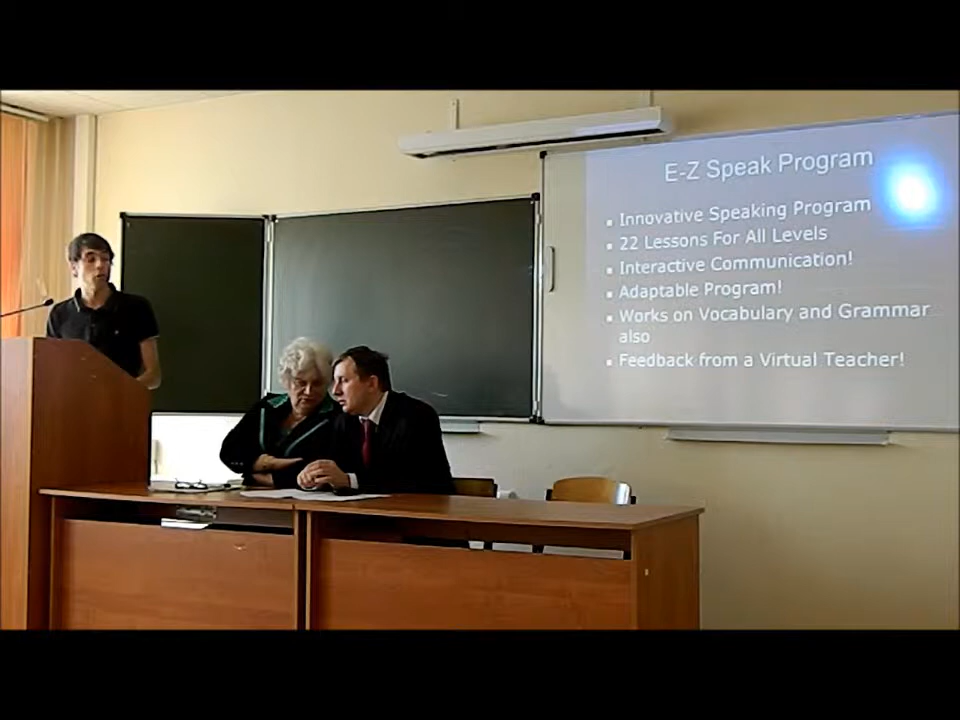 E-Z Speak Program
Innovative Speaking Program
22 Lessons For All Levels
Interactive Communication!
Adaptable Program!
Works on Vocabulary and Grammar
also
Feedback from a Virtual Teacher!